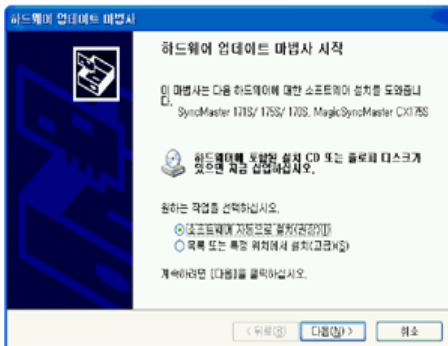 하드웨어 업데이트 마법사
하드웨어 업데이트 마법사 시작
이 마법사는 다음 하드웨어에 대한 소프트웨어 설치를 도와줍니
다.
SyncMaster 171S/ 175S/ 170S, MagicSyncMaster CX175S
하드웨어에 포함된 설치 CD 또는 플로피 디스크가
있으면 지금 삽입하십시오.
원하는 작업을 선택하십시오.
소프트웨어 자동으로 설치(권장)(I)
목록 또는 특정 위치에서 설치(고급)(S)
계속하려면 [다음]을 클릭하십시오.
< 뒤로(B)
다음(N) >
취소